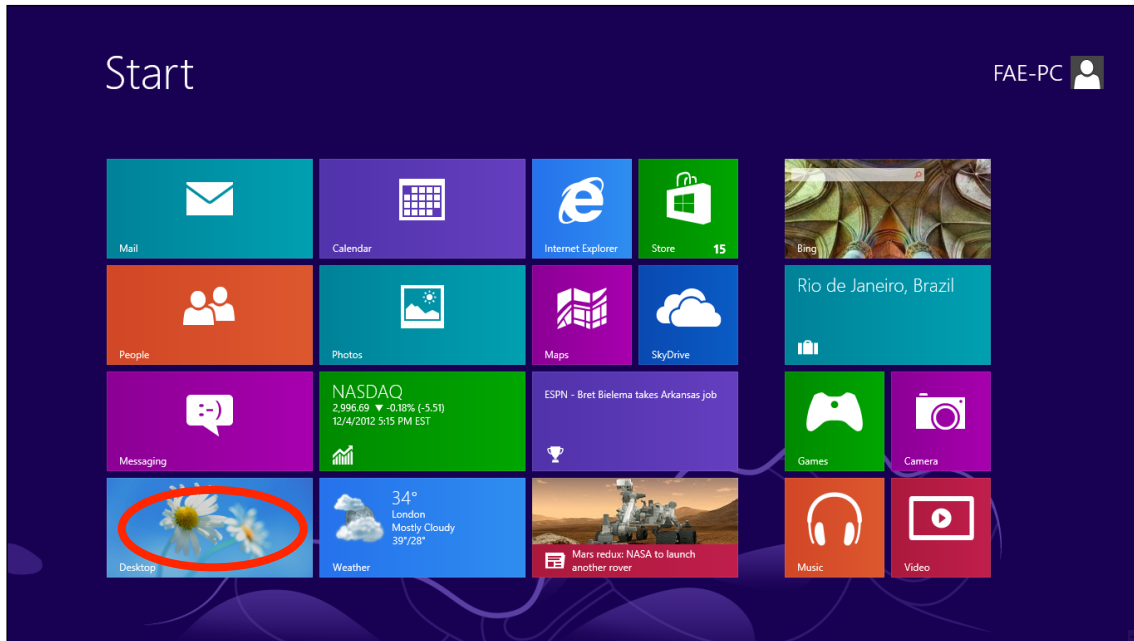 Start
FAE-PC
Mail
Calendar
Internet Explorer
Store 15
Bing
People
Photos
Maps
SkyDrive
Rio de Janeiro, Brazil
Messaging
:-)
NASDAQ
2,996.69 ▼ -0.18% (-5.51)
12/4/2012 5:15 PM EST
ESPN - Bret Bielema takes Arkansas job
Games
Camera
Desktop
34°
London
Mostly Cloudy
39°/28°
Weather
Mars redux: NASA to launch
another rover
Music
Video